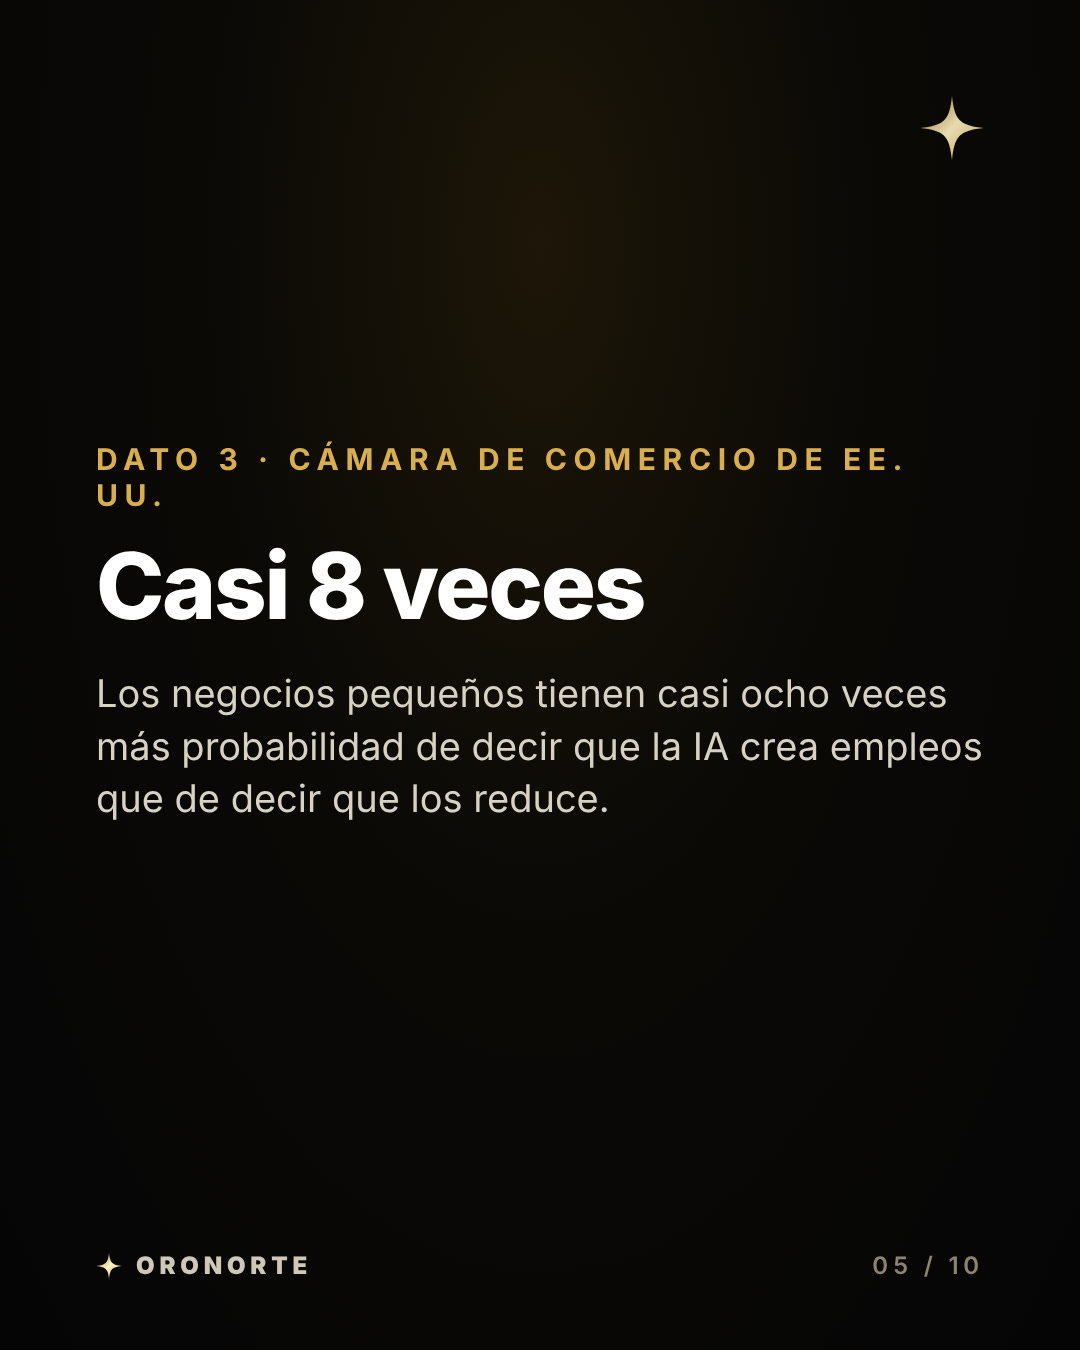 DATO 3 · CÁMARA DE COMERCIO DE EE.
UU.
Casi 8 veces
Los negocios pequeños tienen casi ocho veces
más probabilidad de decir que la IA crea empleos
que de decir que los reduce.
ORONORTE
05 / 10